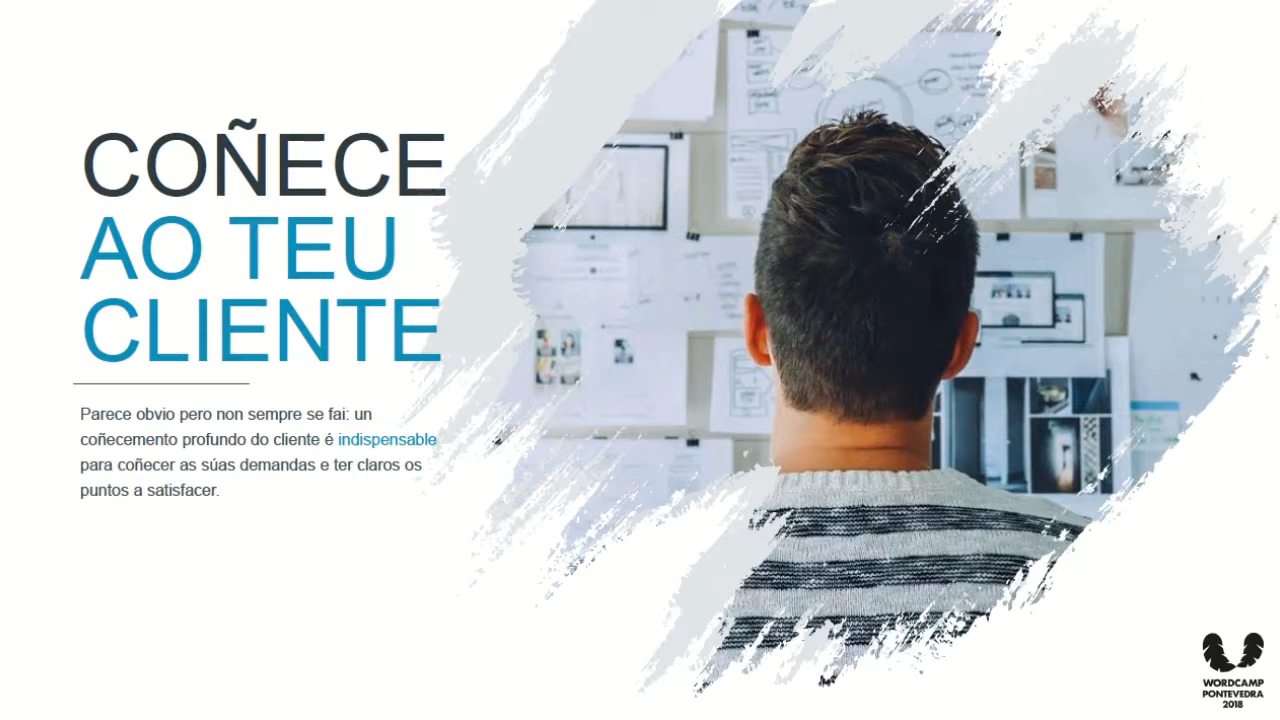 COÑECE
AO TEU
CLIENTE
Parece obvio pero non sempre se fai: un
coñecemento profundo do cliente é indispensable
para coñecer as súas demandas e ter claros os
puntos a satisfacer.
WORDCAMP
PONTEVEDRA
2018